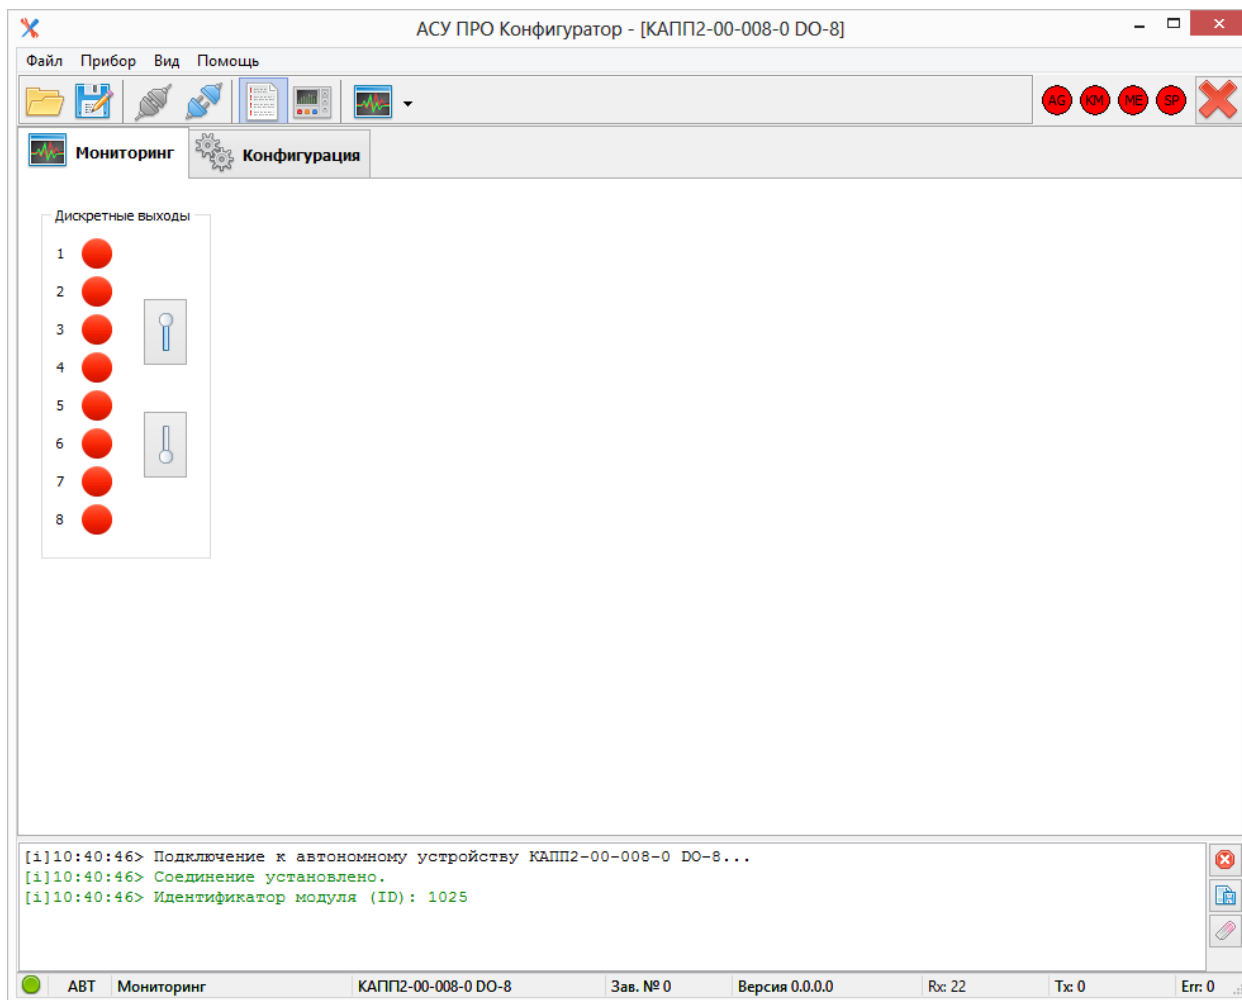 АСУ ПРО Конфигуратор - [КАПП2-00-008-0 DO-8]
Файл Прибор Вид Помощь
AG KM ME SP
Мониторинг Конфигурация
Дискретные выходы
1
2
3
4
5
6
7
8
[i]10:40:46> Подключение к автономному устройству КАПП2-00-008-0 DO-8...
[i]10:40:46> Соединение установлено.
[i]10:40:46> Идентификатор модуля (ID): 1025
АВТ Мониторинг КАПП2-00-008-0 DO-8 Зав. № 0 Версия 0.0.0.0 Rx: 22 Tx: 0 Err: 0